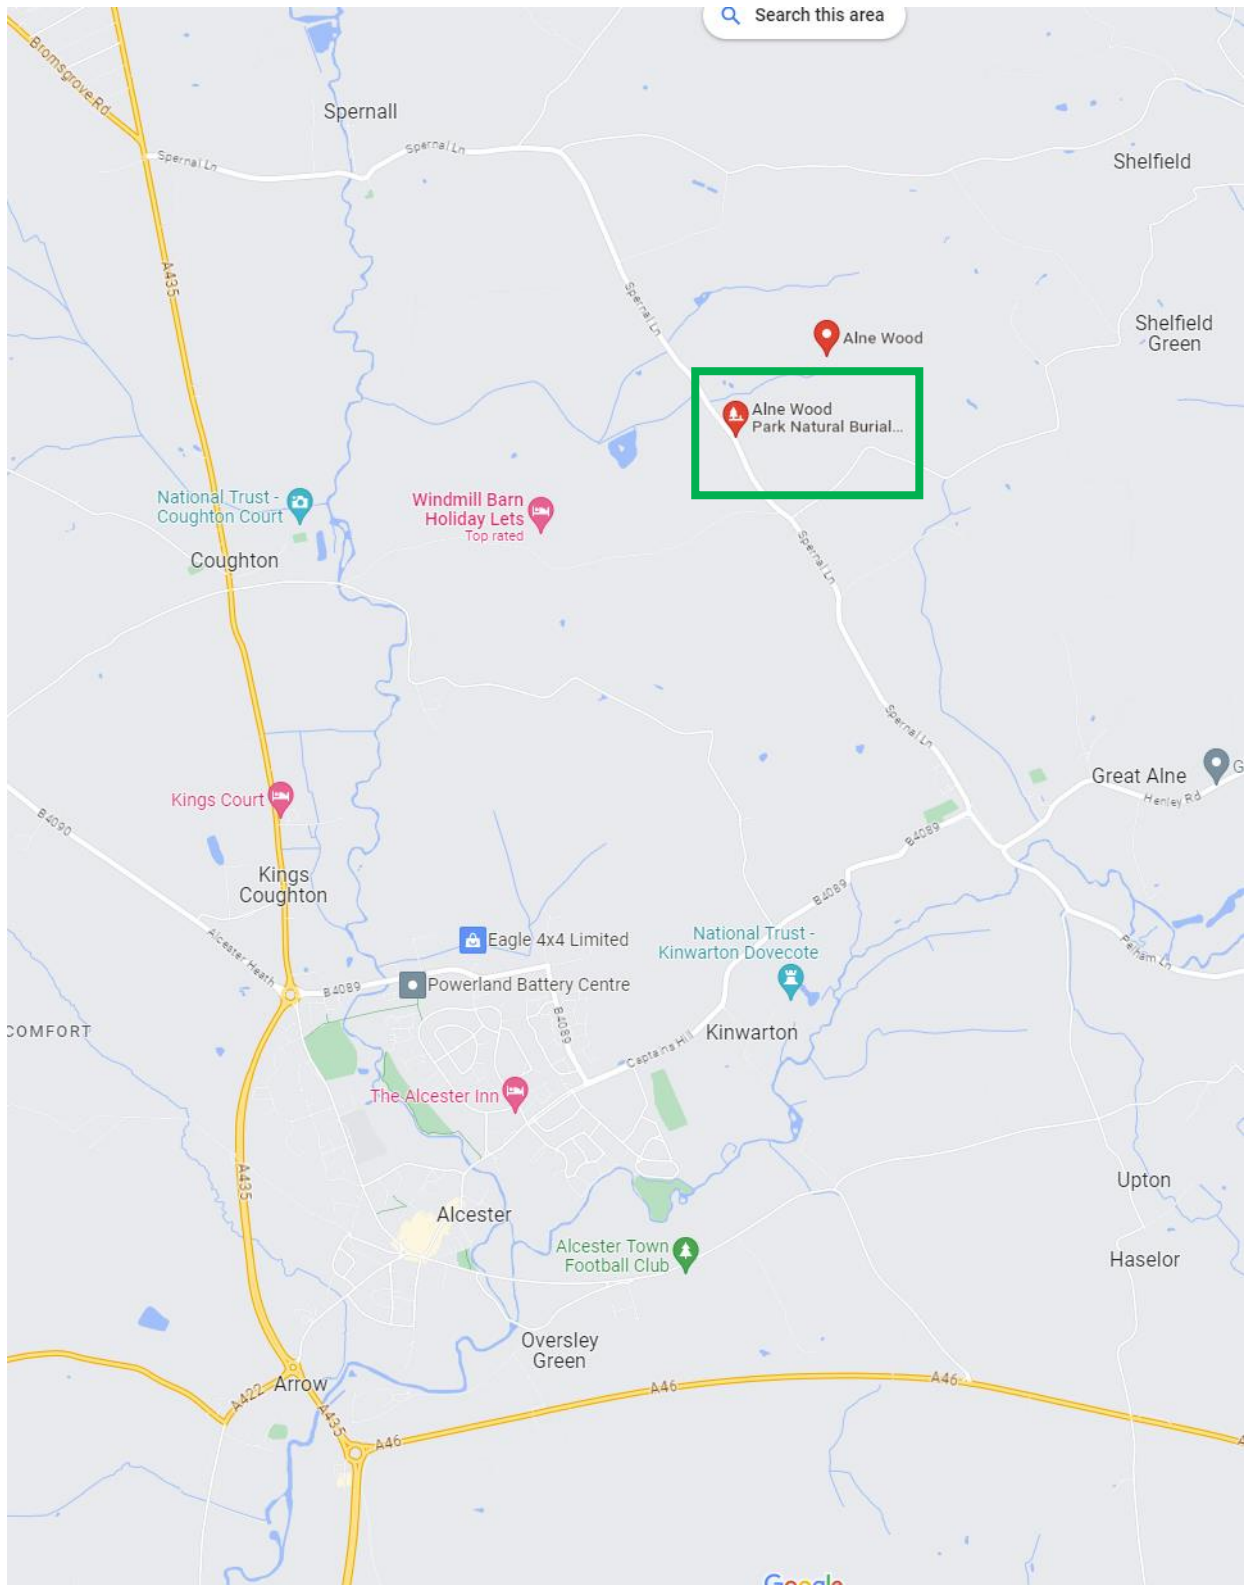 Search this area
Bromsgrove Rd
Spernall
Spernal Ln
Spernal Ln
Shelfield
A435
Spernal Ln
Shelfield
Green
Alne Wood
Alne Wood
Park Natural Burial...
National Trust -
Coughton Court
Windmill Barn
Holiday Lets
Top rated
Coughton
Spernal Ln
Spernal Ln
Great Alne
G
Henley Rd
Kings Court
B4090
B4089
Kings
Coughton
B4089
Alcester Heath
Eagle 4x4 Limited
National Trust -
Kinwarton Dovecote
Pelham Ln
B4089
Powerland Battery Centre
B4089
COMFORT
Captains Hill
Kinwarton
The Alcester Inn
A435
Upton
Alcester
Alcester Town
Football Club
Haselor
Oversley
Green
Arrow
A422
A435
A46
A46
A46
A
Google